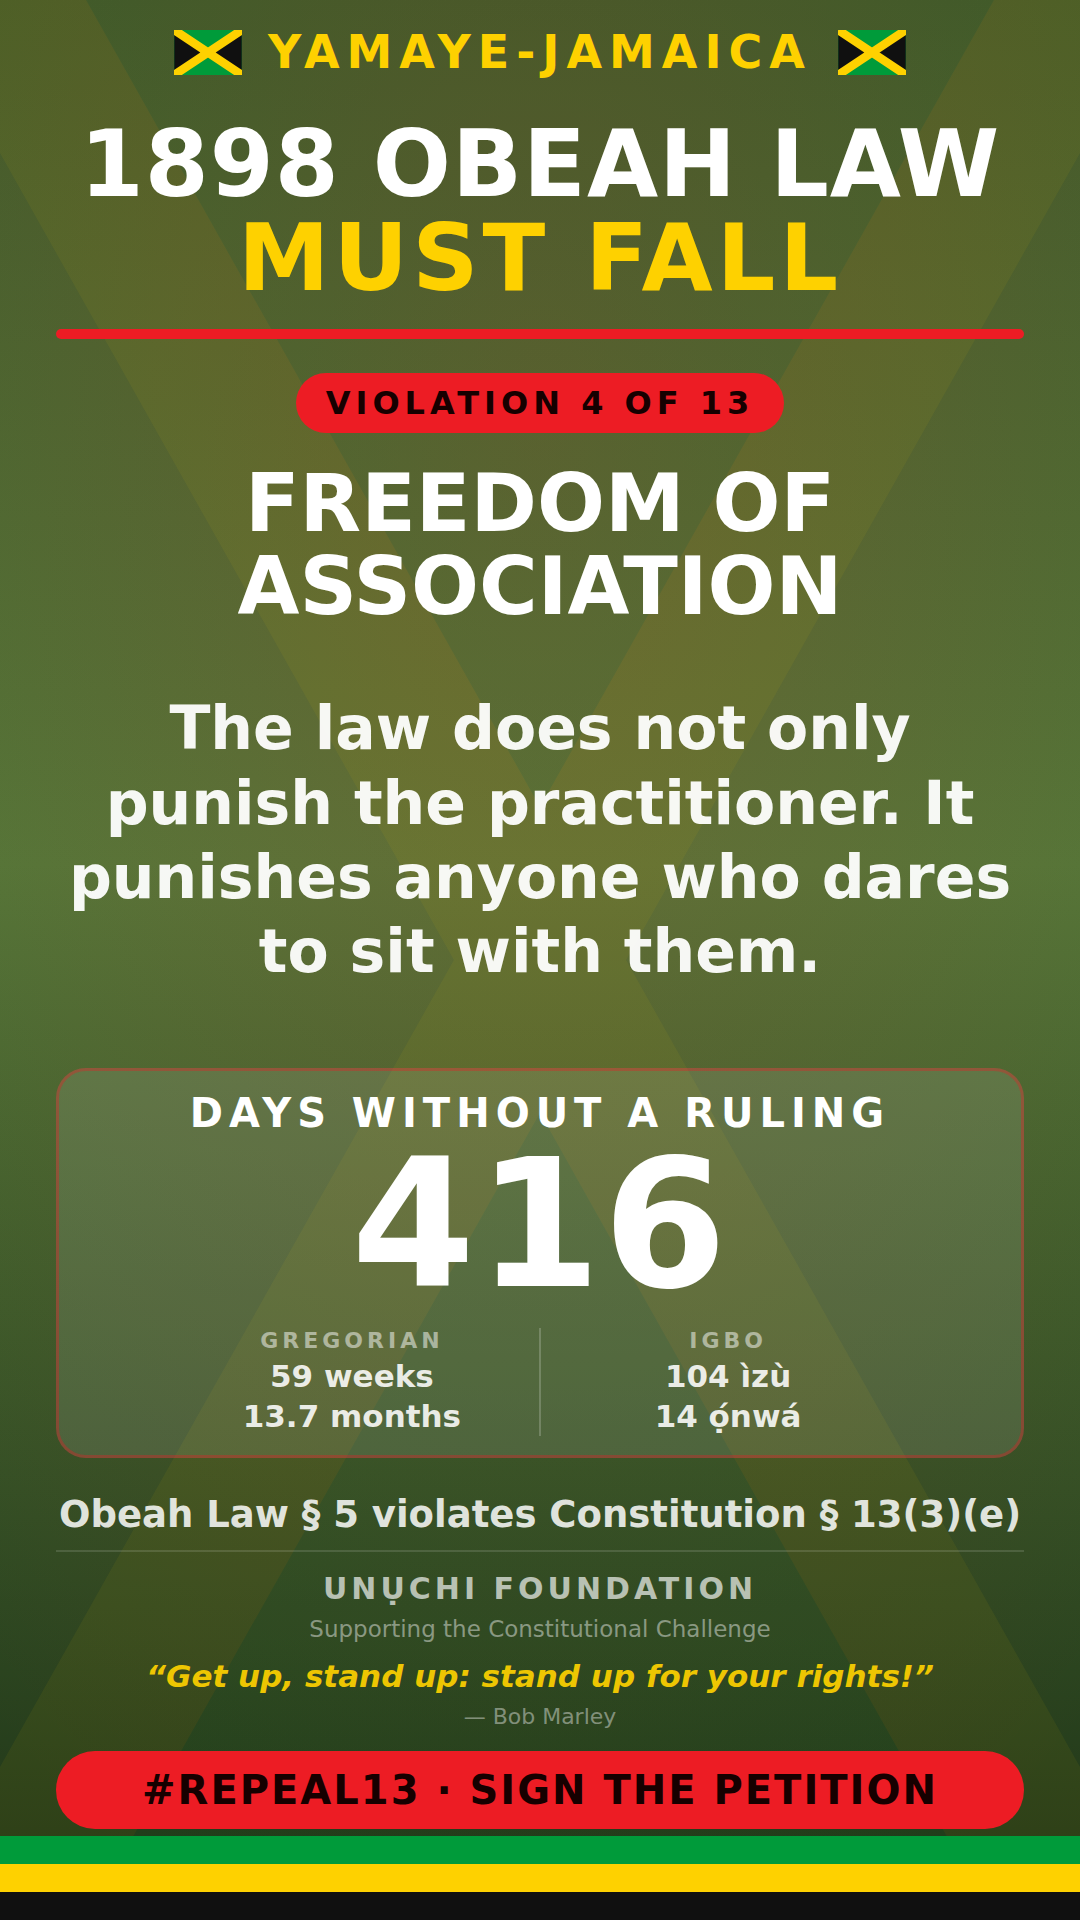 YAMAYE-JAMAICA
1898 OBEAH LAW
MUST FALL
VIOLATION 4 OF 13
FREEDOM OF
ASSOCIATION
The law does not only
punish the practitioner. It
punishes anyone who dares
to sit with them.
DAYS WITHOUT A RULING
416
GREGORIAN
59 weeks
13.7 months
IGBO
104 ìzù
14 ọ́nwá
Obeah Law § 5 violates Constitution § 13(3)(e)
UNỤCHI FOUNDATION
Supporting the Constitutional Challenge
“Get up, stand up: stand up for your rights!”
— Bob Marley
#REPEAL13 · SIGN THE PETITION